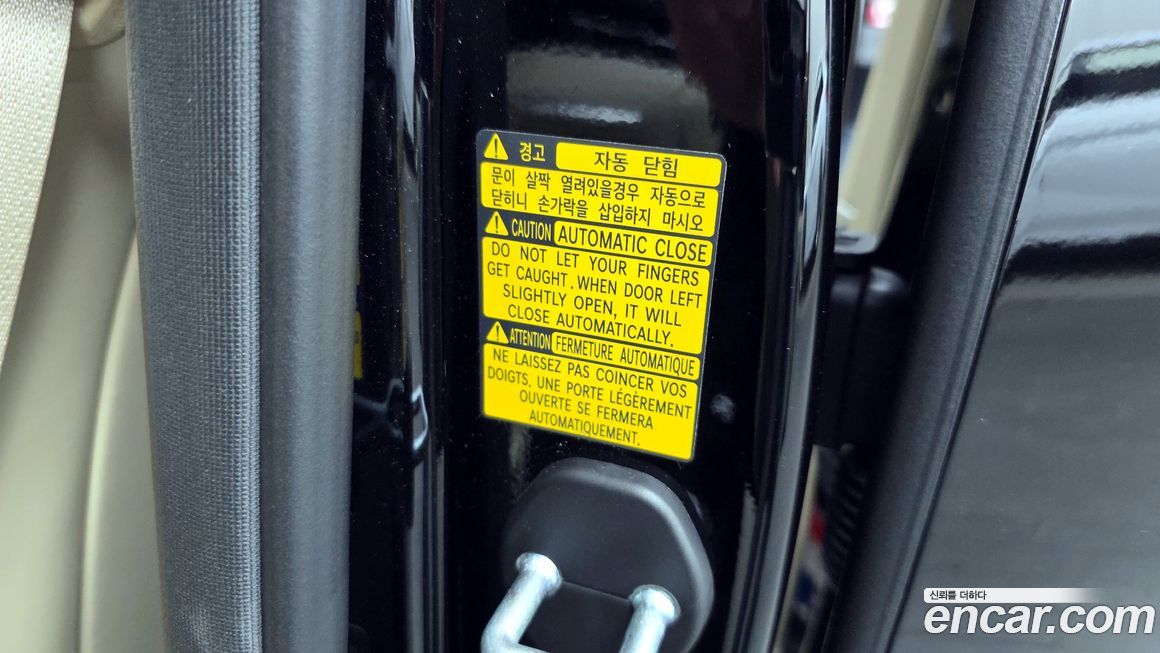 경고 자동 닫힘
문이 살짝 열려있을경우 자동으로
닫히니 손가락을 삽입하지 마시오
CAUTION AUTOMATIC CLOSE
DO NOT LET YOUR FINGERS
GET CAUGHT. WHEN DOOR LEFT
SLIGHTLY OPEN, IT WILL
CLOSE AUTOMATICALLY.
ATTENTION FERMETURE AUTOMATIQUE
NE LAISSEZ PAS COINCER VOS
DOIGTS. UNE PORTE LÉGÈREMENT
OUVERTE SE FERMERA
AUTOMATIQUEMENT.
신뢰를 더하다
encar.com